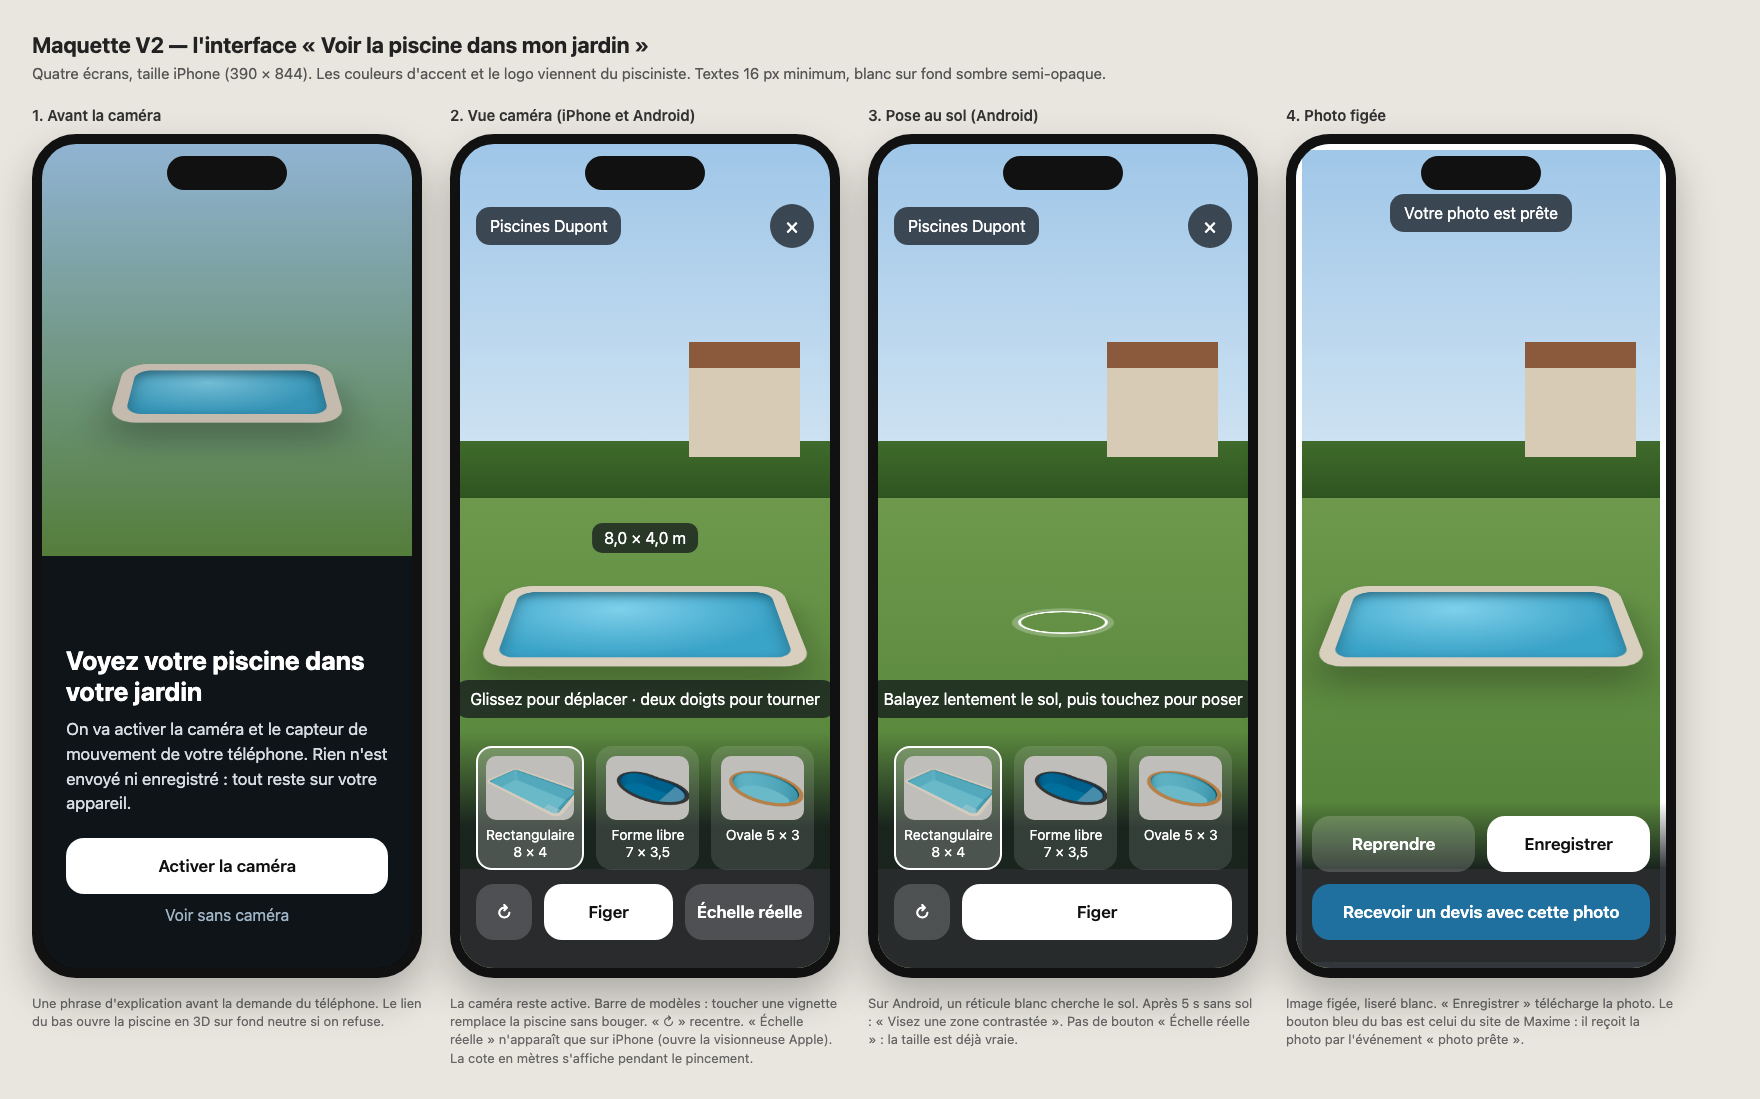 Maquette V2 — l'interface « Voir la piscine dans mon jardin »
Quatre écrans, taille iPhone (390 × 844). Les couleurs d'accent et le logo viennent du pisciniste. Textes 16 px minimum, blanc sur fond sombre semi-opaque.
1. Avant la caméra
Voyez votre piscine dans
votre jardin
On va activer la caméra et le capteur de
mouvement de votre téléphone. Rien n'est
envoyé ni enregistré : tout reste sur votre
appareil.
Activer la caméra
Voir sans caméra
Une phrase d'explication avant la demande du téléphone. Le lien
du bas ouvre la piscine en 3D sur fond neutre si on refuse.
2. Vue caméra (iPhone et Android)
Piscines Dupont
×
8,0 × 4,0 m
Glissez pour déplacer · deux doigts pour tourner
Rectangulaire
8 × 4
Forme libre
7 × 3,5
Ovale 5 × 3
↻
Figer
Échelle réelle
La caméra reste active. Barre de modèles : toucher une vignette
remplace la piscine sans bouger. « ↻ » recentre. « Échelle
réelle » n'apparaît que sur iPhone (ouvre la visionneuse Apple).
La cote en mètres s'affiche pendant le pincement.
3. Pose au sol (Android)
Piscines Dupont
×
Balayez lentement le sol, puis touchez pour poser
Rectangulaire
8 × 4
Forme libre
7 × 3,5
Ovale 5 × 3
↻
Figer
Sur Android, un réticule blanc cherche le sol. Après 5 s sans sol
: « Visez une zone contrastée ». Pas de bouton « Échelle réelle
» : la taille est déjà vraie.
4. Photo figée
Votre photo est prête
Reprendre
Enregistrer
Recevoir un devis avec cette photo
Image figée, liseré blanc. « Enregistrer » télécharge la photo. Le
bouton bleu du bas est celui du site de Maxime : il reçoit la
photo par l'événement « photo prête ».